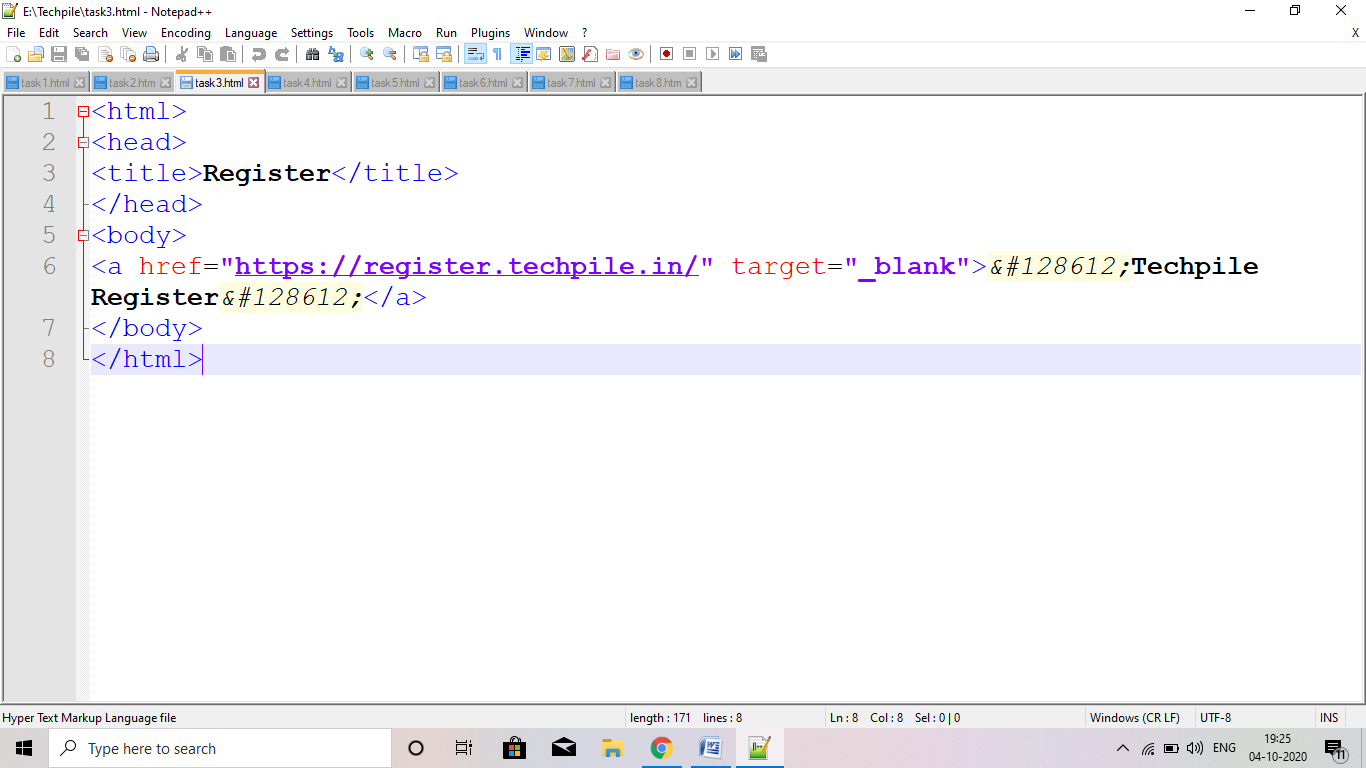 E:\Techpile\task3.html - Notepad++
File Edit Search View Encoding Language Settings Tools Macro Run Plugins Window ? X
task1.html task2.htm task3.html task4.html task5.html task6.html task7.html task8.htm
1 <html>
2 <head>
3 <title>Register</title>
4 </head>
5 <body>
6 <a href="https://register.techpile.in/" target="_blank">&#128612;Techpile
Register&#128612;</a>
7 </body>
8 </html>
Hyper Text Markup Language file length : 171 lines : 8 Ln : 8 Col : 8 Sel : 0 | 0 Windows (CR LF) UTF-8 INS
Type here to search ENG 19:25
04-10-2020 11